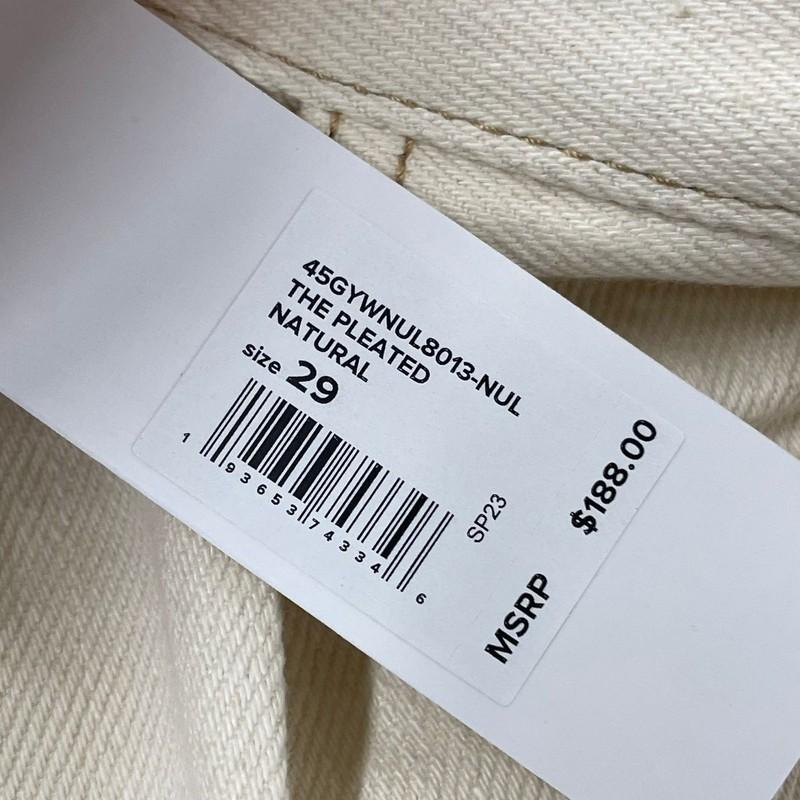 45GYWNUL8013-NUL
THE PLEATED
NATURAL
size 29
1 93653 74334 6
SP23
MSRP $188.00